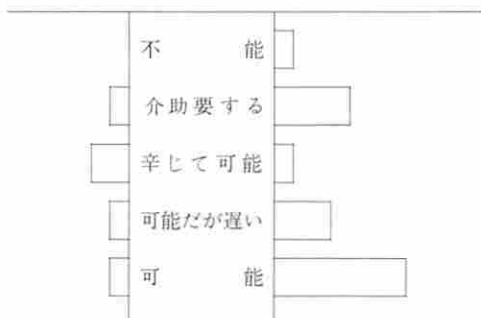 不能
介助要する
辛じて可能
可能だが遅い
可能